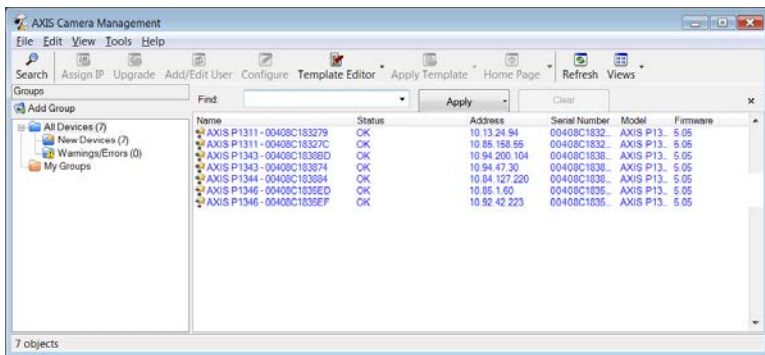 AXIS Camera Management
File Edit View Tools Help
Search Assign IP Upgrade Add/Edit User Configure Template Editor Apply Template Home Page Refresh Views
Groups
Add Group
All Devices (7)
New Devices (7)
Warnings/Errors (0)
My Groups
Find: Apply Clear
Name Status Address Serial Number Model Firmware
AXIS P1311 - 00408C183279 OK 10.13.24.94 00408C1832... AXIS P13... 5.05
AXIS P1311 - 00408C18327C OK 10.85.158.55 00408C1832... AXIS P13... 5.05
AXIS P1343 - 00408C1838BD OK 10.94.200.104 00408C1838... AXIS P13... 5.05
AXIS P1343 - 00408C183874 OK 10.94.47.30 00408C1838... AXIS P13... 5.05
AXIS P1344 - 00408C183884 OK 10.84.127.220 00408C1838... AXIS P13... 5.05
AXIS P1346 - 00408C1835ED OK 10.85.1.60 00408C1835... AXIS P13... 5.05
AXIS P1346 - 00408C1835EF OK 10.92.42.223 00408C1835... AXIS P13... 5.05
7 objects